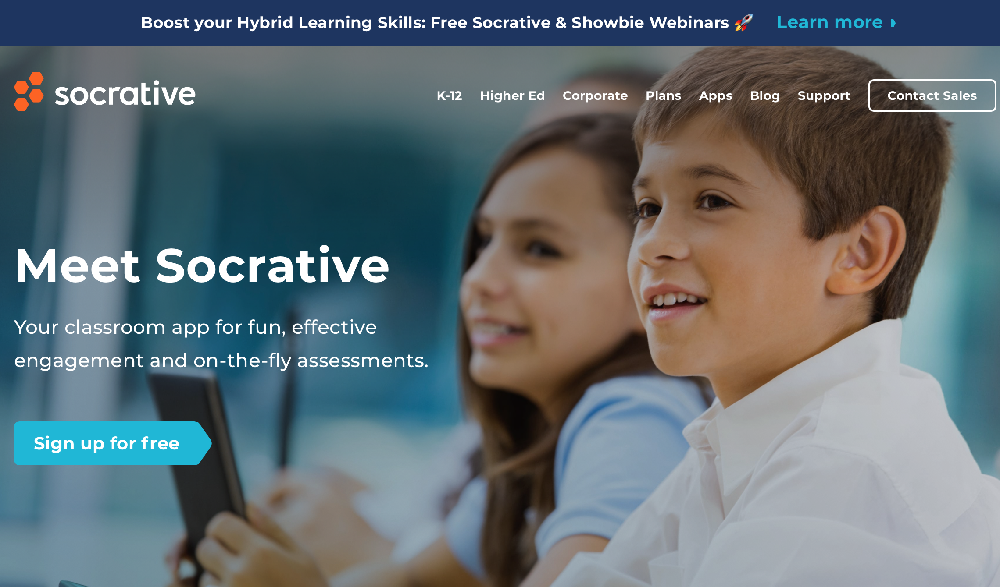 Boost your Hybrid Learning Skills: Free Socrative & Showbie Webinars 🚀 Learn more
socrative
K-12 Higher Ed Corporate Plans Apps Blog Support Contact Sales
Meet Socrative
Your classroom app for fun, effective
engagement and on-the-fly assessments.
Sign up for free